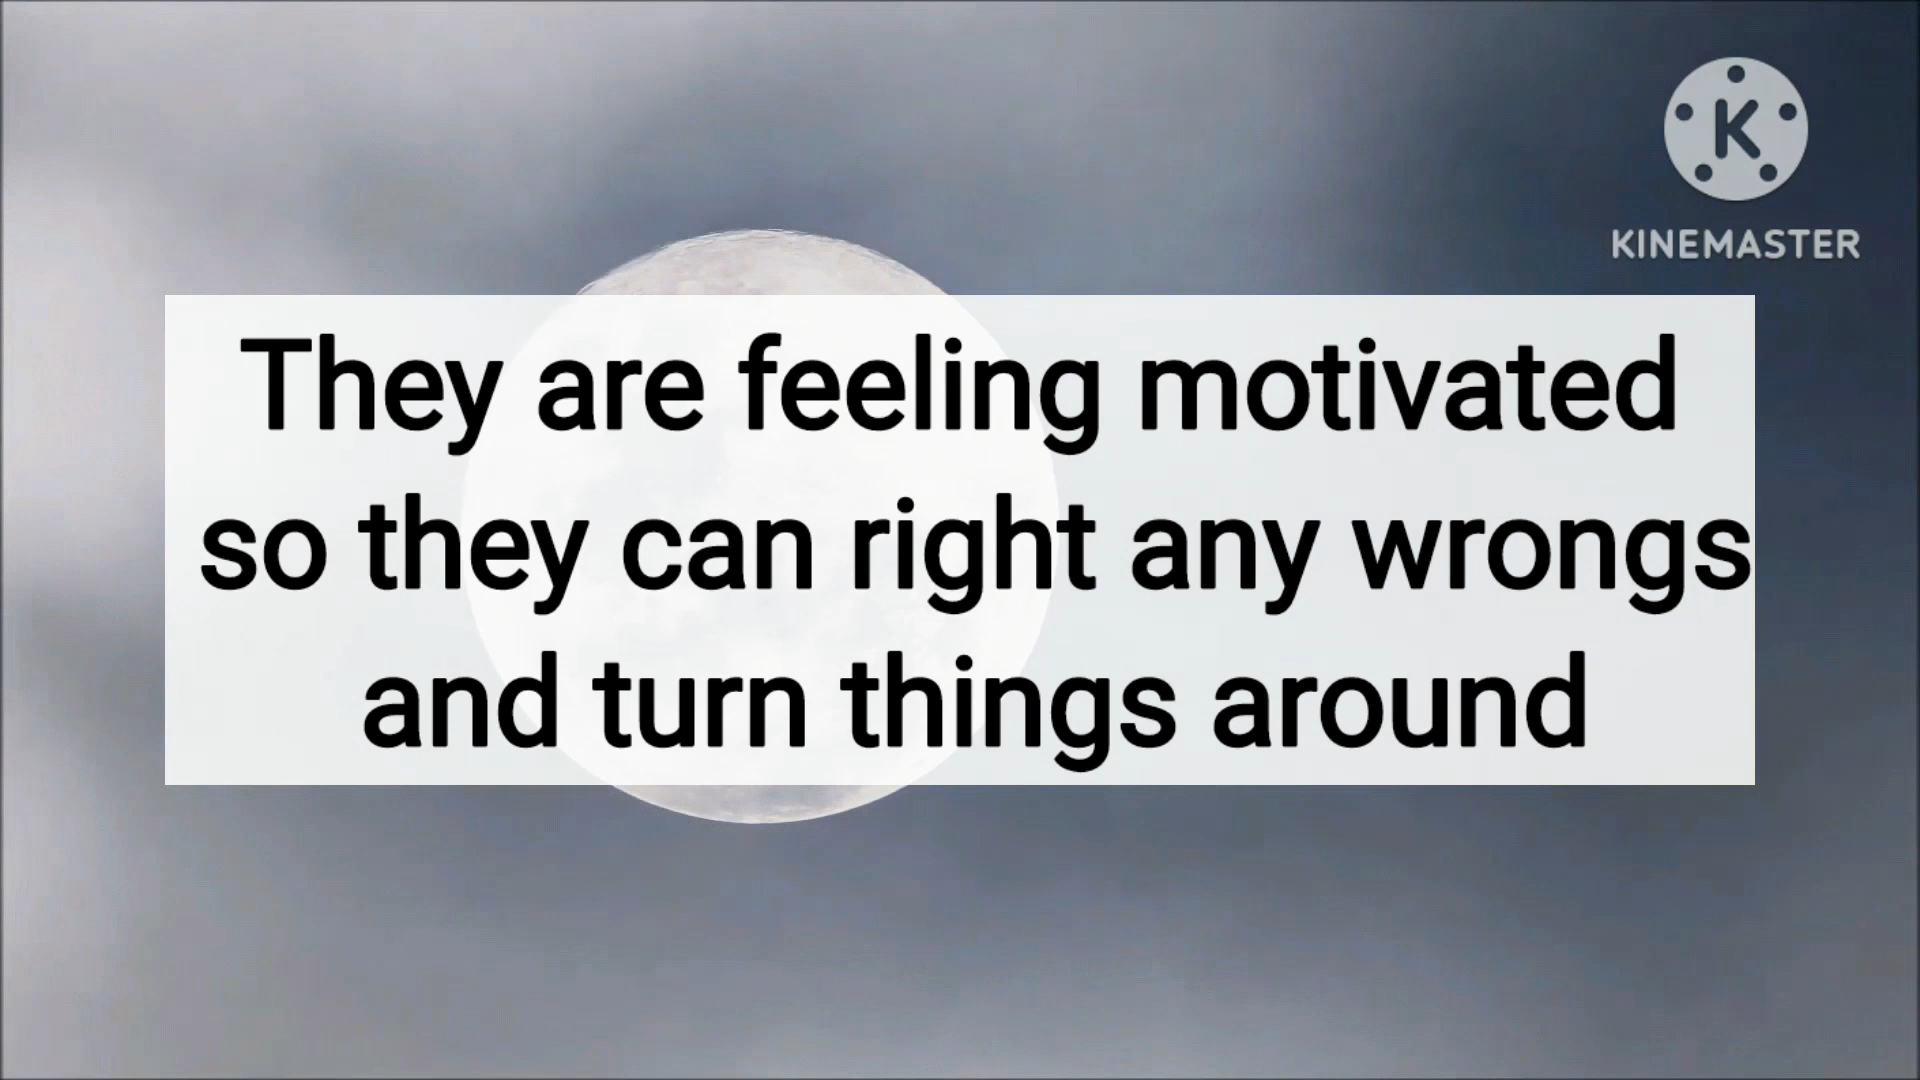 K
KINEMASTER
They are feeling motivated
so they can right any wrongs
and turn things around